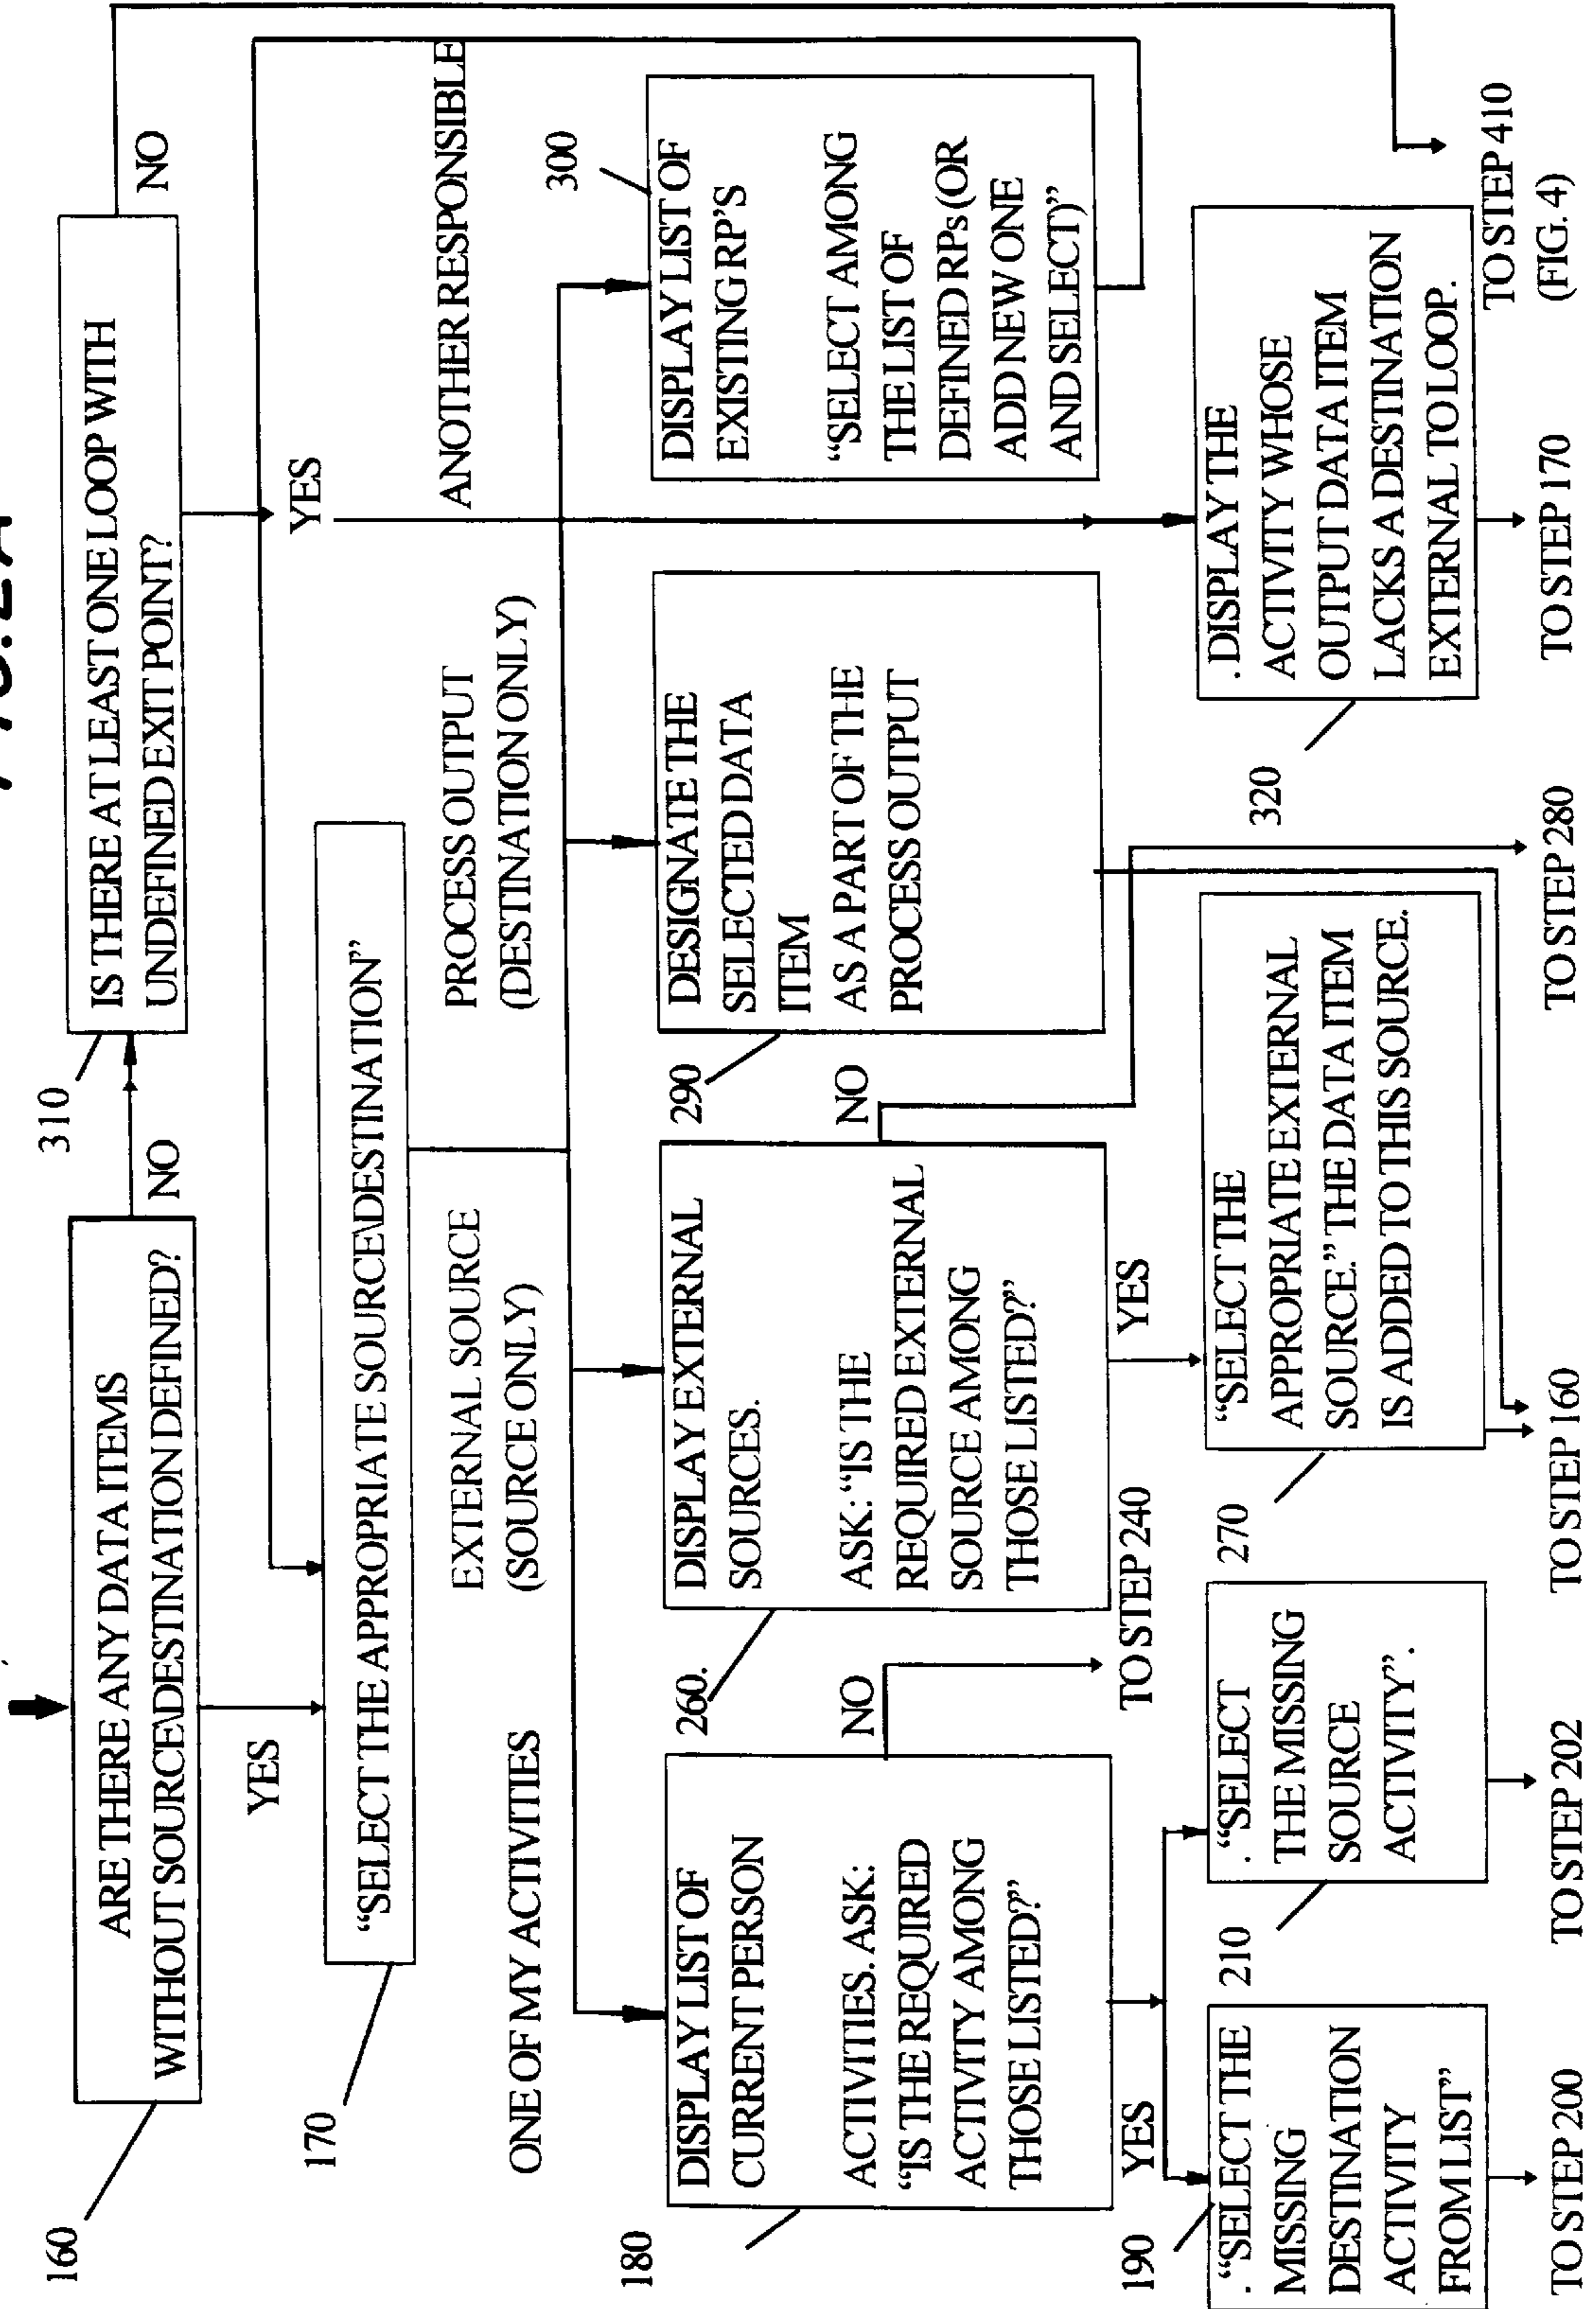 FIG. 2A
160
ARE THERE ANY DATA ITEMS
WITHOUT SOURCE\DESTINATION DEFINED?
NO
310
IS THERE AT LEAST ONE LOOP WITH
UNDEFINED EXIT POINT?
NO
YES
YES
170
"SELECT THE APPROPRIATE SOURCE\DESTINATION"
ONE OF MY ACTIVITIES
EXTERNAL SOURCE
(SOURCE ONLY)
PROCESS OUTPUT
(DESTINATION ONLY)
ANOTHER RESPONSIBLE
180
DISPLAY LIST OF
CURRENT PERSON
ACTIVITIES. ASK:
"IS THE REQUIRED
ACTIVITY AMONG
THOSE LISTED?"
NO
TO STEP 240
YES
260.
DISPLAY EXTERNAL
SOURCES.
ASK: "IS THE
REQUIRED EXTERNAL
SOURCE AMONG
THOSE LISTED?"
NO
YES
290
DESIGNATE THE
SELECTED DATA
ITEM
AS A PART OF THE
PROCESS OUTPUT
300
DISPLAY LIST OF
EXISTING RP'S
"SELECT AMONG
THE LIST OF
DEFINED RPs (OR
ADD NEW ONE
AND SELECT)"
190
. "SELECT THE
MISSING
DESTINATION
ACTIVITY
FROM LIST"
TO STEP 200
210
. "SELECT
THE MISSING
SOURCE
ACTIVITY".
TO STEP 202
270
"SELECT THE
APPROPRIATE EXTERNAL
SOURCE." THE DATA ITEM
IS ADDED TO THIS SOURCE.
TO STEP 160
TO STEP 280
320
. DISPLAY THE
ACTIVITY WHOSE
OUTPUT DATA ITEM
LACKS A DESTINATION
EXTERNAL TO LOOP.
TO STEP 170
TO STEP 410
(FIG. 4)